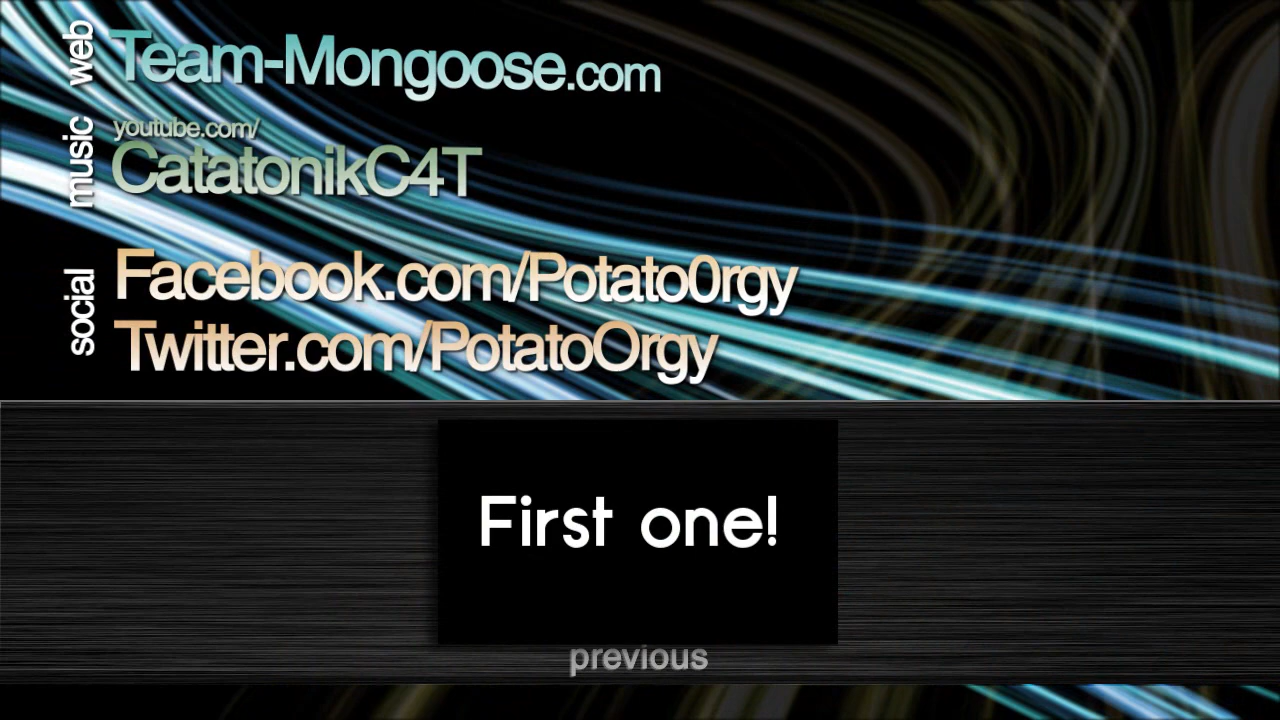 web
Team-Mongoose.com
music
youtube.com/
CatatonikC4T
social
Facebook.com/Potato0rgy
Twitter.com/PotatoOrgy
First one!
previous